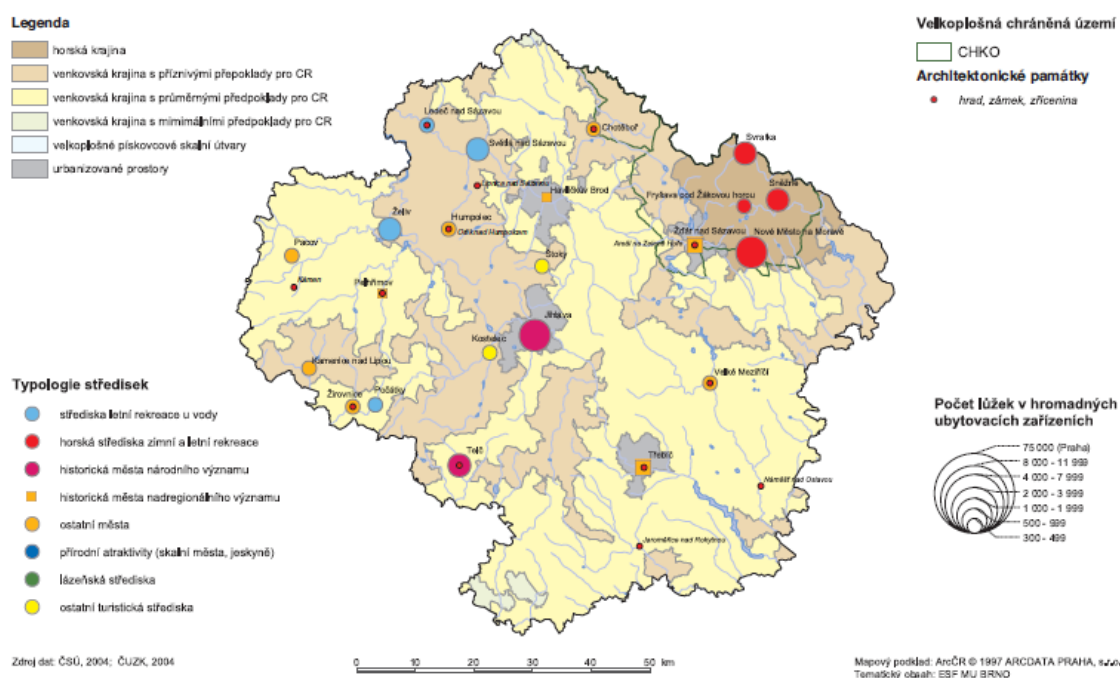 Legenda
horská krajina
venkovská krajina s příznivými přepoklady pro CR
venkovská krajina s průměrnými předpoklady pro CR
venkovská krajina s mimimálními předpoklady pro CR
velkoplošné pískovcové skalní útvary
urbanizované prostory
Velkoplošná chráněná území
CHKO
Architektonické památky
hrad, zámek, zřícenina
Ledeč nad Sázavou
Chotěboř
Světlá nad Sázavou
Svratka
Lipnice nad Sázavou
Havlíčkův Brod
Sněžné
Fryšava pod Žákovou horou
Želiv
Humpolec
Orlík nad Humpolcem
Žďár nad Sázavou
Nové Město na Moravě
Pacov
Štoky
Kámen
Pelhřimov
Jihlava
Kostelec
Kamenice nad Lipou
Velké Meziříčí
Žirovnice
Počátky
Telč
Třebíč
Náměšť nad Oslavou
Jaroměřice nad Rokytnou
Typologie středisek
střediska letní rekreace u vody
horská střediska zimní a letní rekreace
historická města národního významu
historická města nadregionálního významu
ostatní města
přírodní atraktivity (skalní města, jeskyně)
lázeňská střediska
ostatní turistická střediska
Počet lůžek v hromadných
ubytovacích zařízeních
75 000 (Praha)
8 000 - 11 999
4 000 - 7 999
2 000 - 3 999
1 000 - 1 999
500 - 999
300 - 499
Zdroj dat: ČSÚ, 2004; ČUZK, 2004
0 10 20 30 40 50 km
Mapový podklad: ArcČR © 1997 ARCDATA PRAHA, s.r.o.
Tematický obsah: ESF MU BRNO